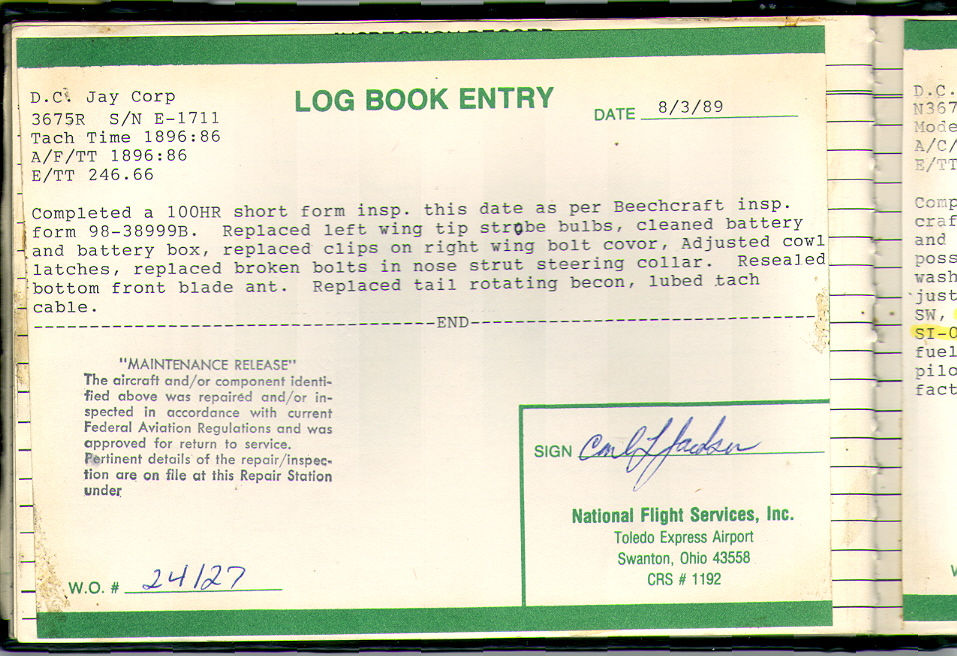 LOG BOOK ENTRY
DATE 8/3/89
D.C. Jay Corp
3675R S/N E-1711
Tach Time 1896:86
A/F/TT 1896:86
E/TT 246.66
Completed a 100HR short form insp. this date as per Beechcraft insp.
form 98-38999B. Replaced left wing tip strobe bulbs, cleaned battery
and battery box, replaced clips on right wing bolt covor, Adjusted cowl
latches, replaced broken bolts in nose strut steering collar. Resealed
bottom front blade ant. Replaced tail rotating becon, lubed tach
cable.
END
"MAINTENANCE RELEASE"
The aircraft and/or component identi-
fied above was repaired and/or in-
spected in accordance with current
Federal Aviation Regulations and was
approved for return to service.
Pertinent details of the repair/inspec-
tion are on file at this Repair Station
under
W.O. # 24127
SIGN Carl L Jackson
National Flight Services, Inc.
Toledo Express Airport
Swanton, Ohio 43558
CRS # 1192
D.C.
N367
Mode
A/C/
E/TT
Comp
craf
and
poss
wash
just
SW,
SI-
fuel
pilo
fact